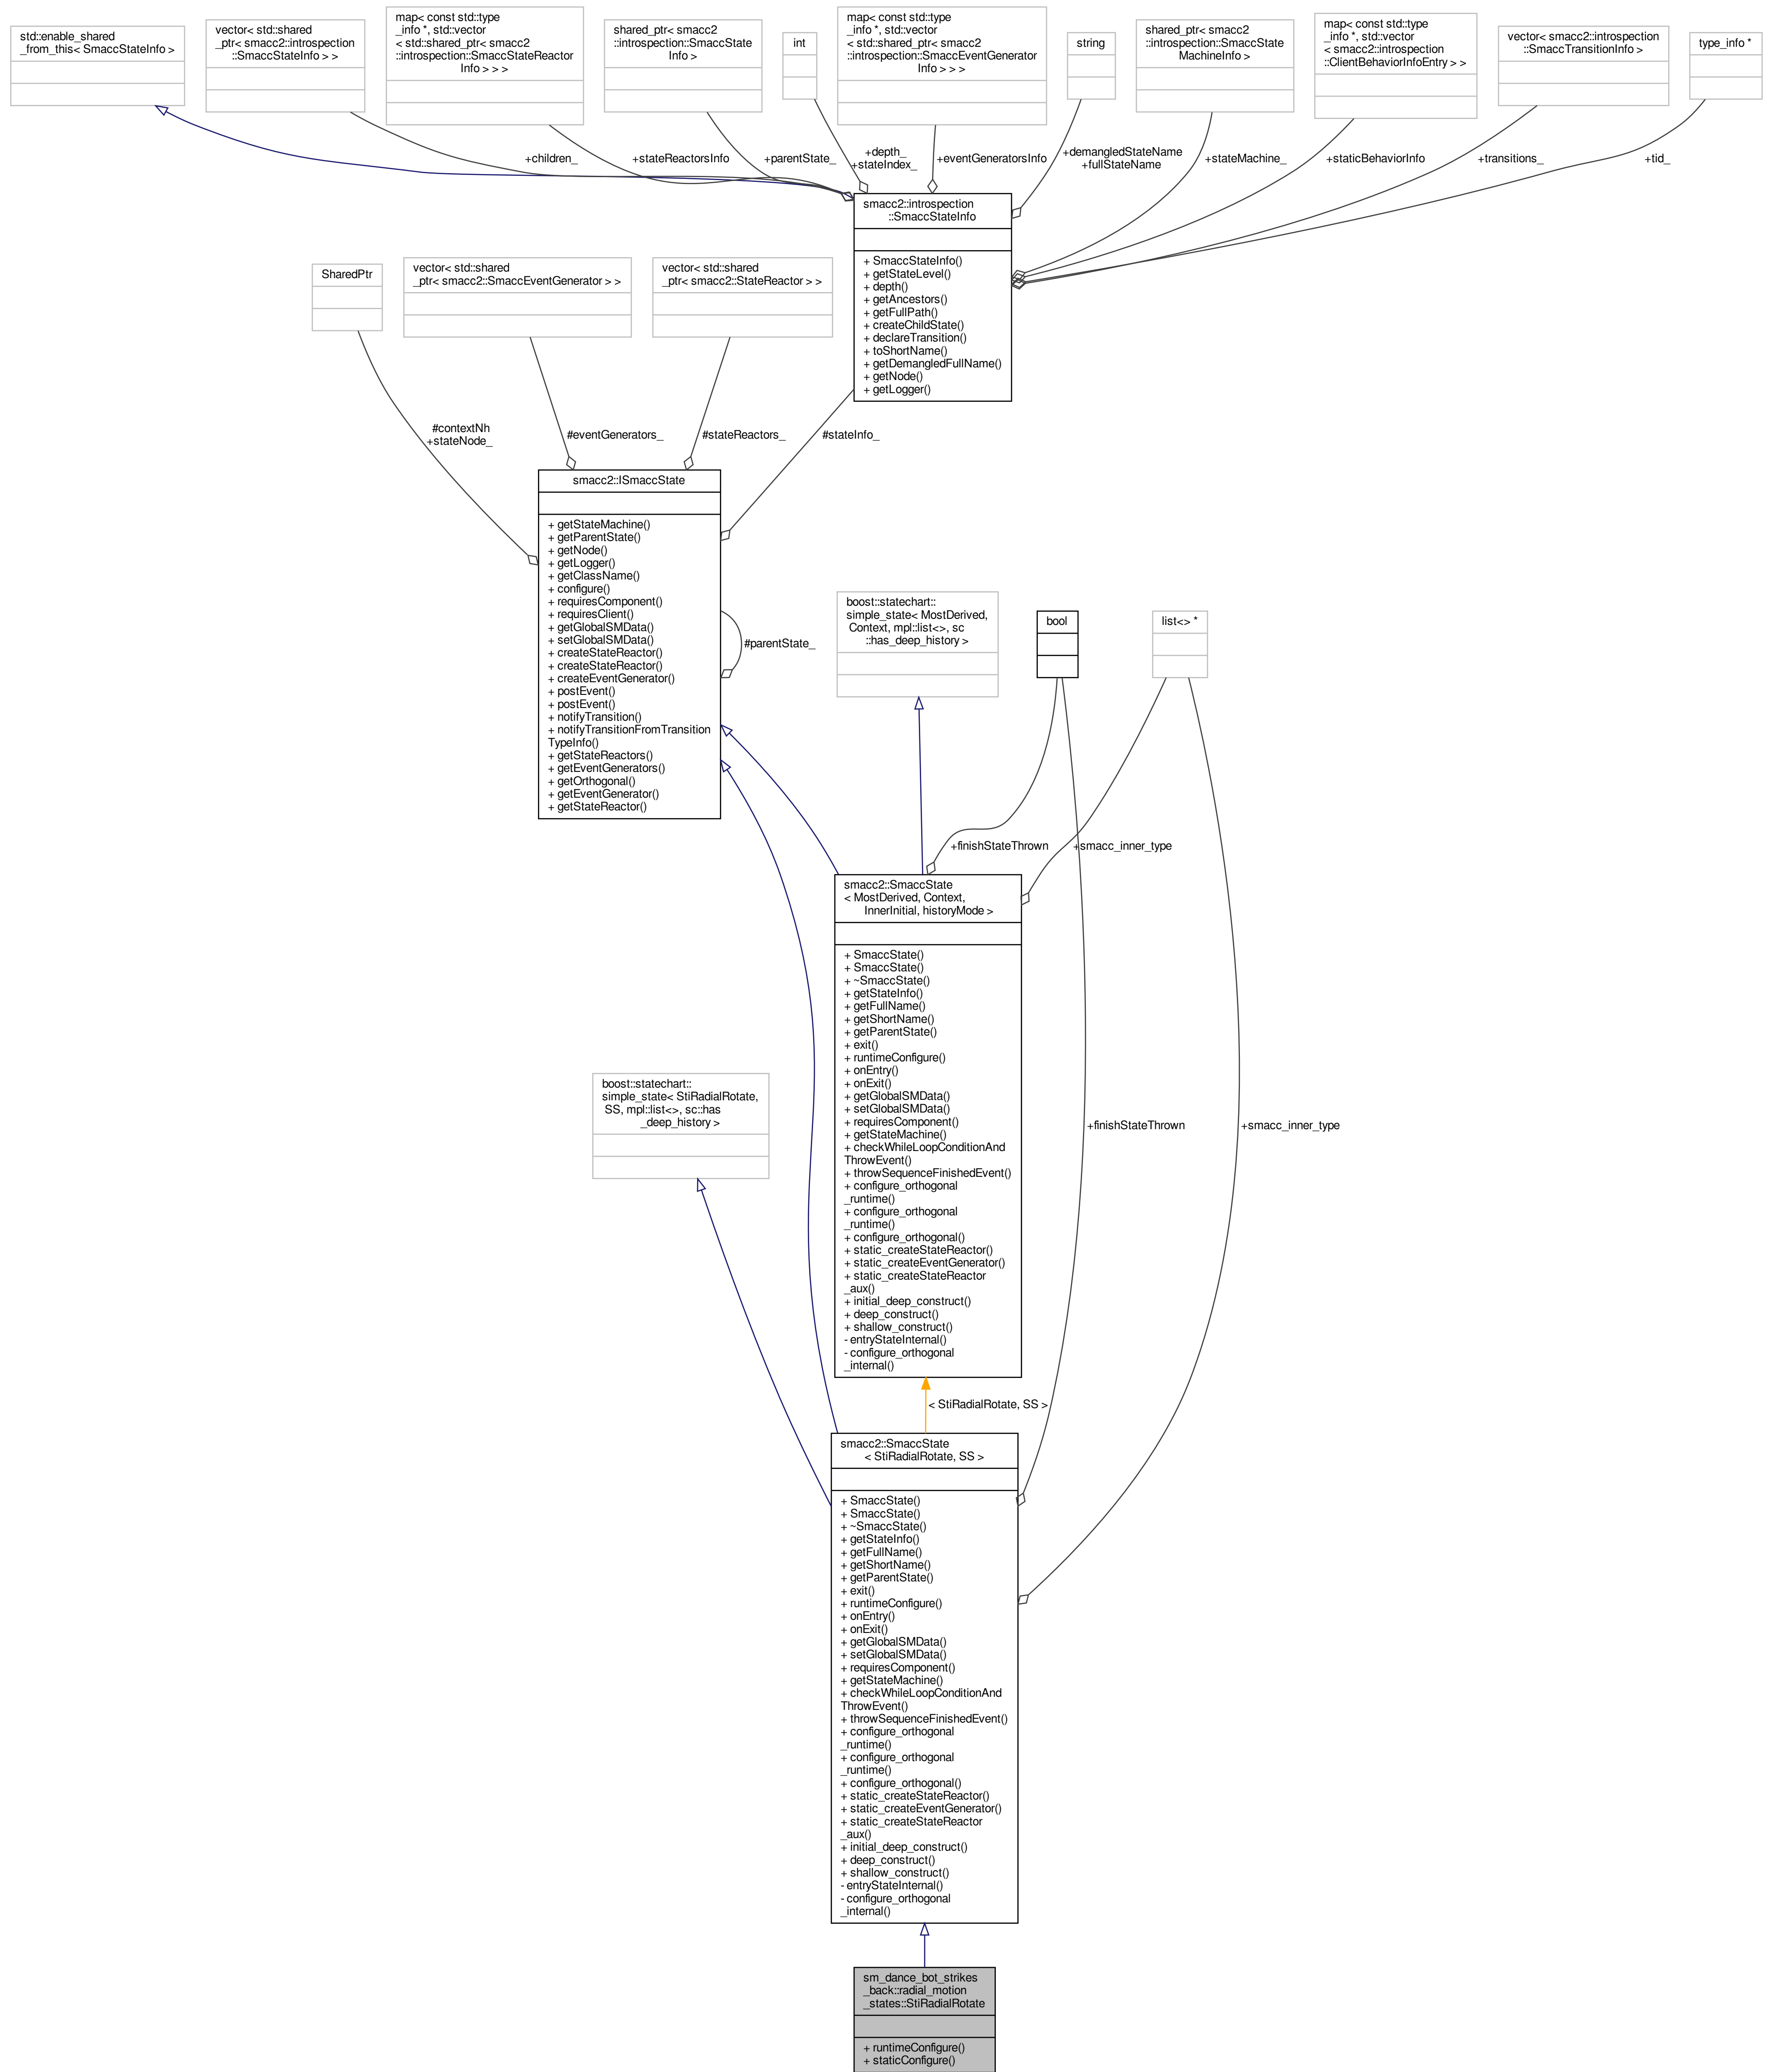 std::enable_shared
_from_this< SmaccStateInfo >
vector< std::shared
_ptr< smacc2::introspection
::SmaccStateInfo > >
map< const std::type
_info *, std::vector
< std::shared_ptr< smacc2
::introspection::SmaccStateReactor
Info > > >
shared_ptr< smacc2
::introspection::SmaccState
Info >
int
map< const std::type
_info *, std::vector
< std::shared_ptr< smacc2
::introspection::SmaccEventGenerator
Info > > >
string
shared_ptr< smacc2
::introspection::SmaccState
MachineInfo >
map< const std::type
_info *, std::vector
< smacc2::introspection
::ClientBehaviorInfoEntry > >
vector< smacc2::introspection
::SmaccTransitionInfo >
type_info *
+children_
+stateReactorsInfo
+parentState_
+depth_
+stateIndex_
+eventGeneratorsInfo
+demangledStateName
+fullStateName
+stateMachine_
+staticBehaviorInfo
+transitions_
+tid_
smacc2::introspection
::SmaccStateInfo
+ SmaccStateInfo()
+ getStateLevel()
+ depth()
+ getAncestors()
+ getFullPath()
+ createChildState()
+ declareTransition()
+ toShortName()
+ getDemangledFullName()
+ getNode()
+ getLogger()
SharedPtr
vector< std::shared
_ptr< smacc2::SmaccEventGenerator > >
vector< std::shared
_ptr< smacc2::StateReactor > >
#contextNh
+stateNode_
#eventGenerators_
#stateReactors_
#stateInfo_
smacc2::ISmaccState
+ getStateMachine()
+ getParentState()
+ getNode()
+ getLogger()
+ getClassName()
+ configure()
+ requiresComponent()
+ requiresClient()
+ getGlobalSMData()
+ setGlobalSMData()
+ createStateReactor()
+ createStateReactor()
+ createEventGenerator()
+ postEvent()
+ postEvent()
+ notifyTransition()
+ notifyTransitionFromTransition
TypeInfo()
+ getStateReactors()
+ getEventGenerators()
+ getOrthogonal()
+ getEventGenerator()
+ getStateReactor()
#parentState_
boost::statechart::
simple_state< MostDerived,
Context, mpl::list<>, sc
::has_deep_history >
bool
list<> *
+finishStateThrown
+smacc_inner_type
smacc2::SmaccState
< MostDerived, Context,
InnerInitial, historyMode >
+ SmaccState()
+ SmaccState()
+ ~SmaccState()
+ getStateInfo()
+ getFullName()
+ getShortName()
+ getParentState()
+ exit()
+ runtimeConfigure()
+ onEntry()
+ onExit()
+ getGlobalSMData()
+ setGlobalSMData()
+ requiresComponent()
+ getStateMachine()
+ checkWhileLoopConditionAnd
ThrowEvent()
+ throwSequenceFinishedEvent()
+ configure_orthogonal
_runtime()
+ configure_orthogonal
_runtime()
+ configure_orthogonal()
+ static_createStateReactor()
+ static_createEventGenerator()
+ static_createStateReactor
_aux()
+ initial_deep_construct()
+ deep_construct()
+ shallow_construct()
- entryStateInternal()
- configure_orthogonal
_internal()
boost::statechart::
simple_state< StiRadialRotate,
SS, mpl::list<>, sc::has
_deep_history >
+finishStateThrown
+smacc_inner_type
< StiRadialRotate, SS >
smacc2::SmaccState
< StiRadialRotate, SS >
+ SmaccState()
+ SmaccState()
+ ~SmaccState()
+ getStateInfo()
+ getFullName()
+ getShortName()
+ getParentState()
+ exit()
+ runtimeConfigure()
+ onEntry()
+ onExit()
+ getGlobalSMData()
+ setGlobalSMData()
+ requiresComponent()
+ getStateMachine()
+ checkWhileLoopConditionAnd
ThrowEvent()
+ throwSequenceFinishedEvent()
+ configure_orthogonal
_runtime()
+ configure_orthogonal
_runtime()
+ configure_orthogonal()
+ static_createStateReactor()
+ static_createEventGenerator()
+ static_createStateReactor
_aux()
+ initial_deep_construct()
+ deep_construct()
+ shallow_construct()
- entryStateInternal()
- configure_orthogonal
_internal()
sm_dance_bot_strikes
_back::radial_motion
_states::StiRadialRotate
+ runtimeConfigure()
+ staticConfigure()